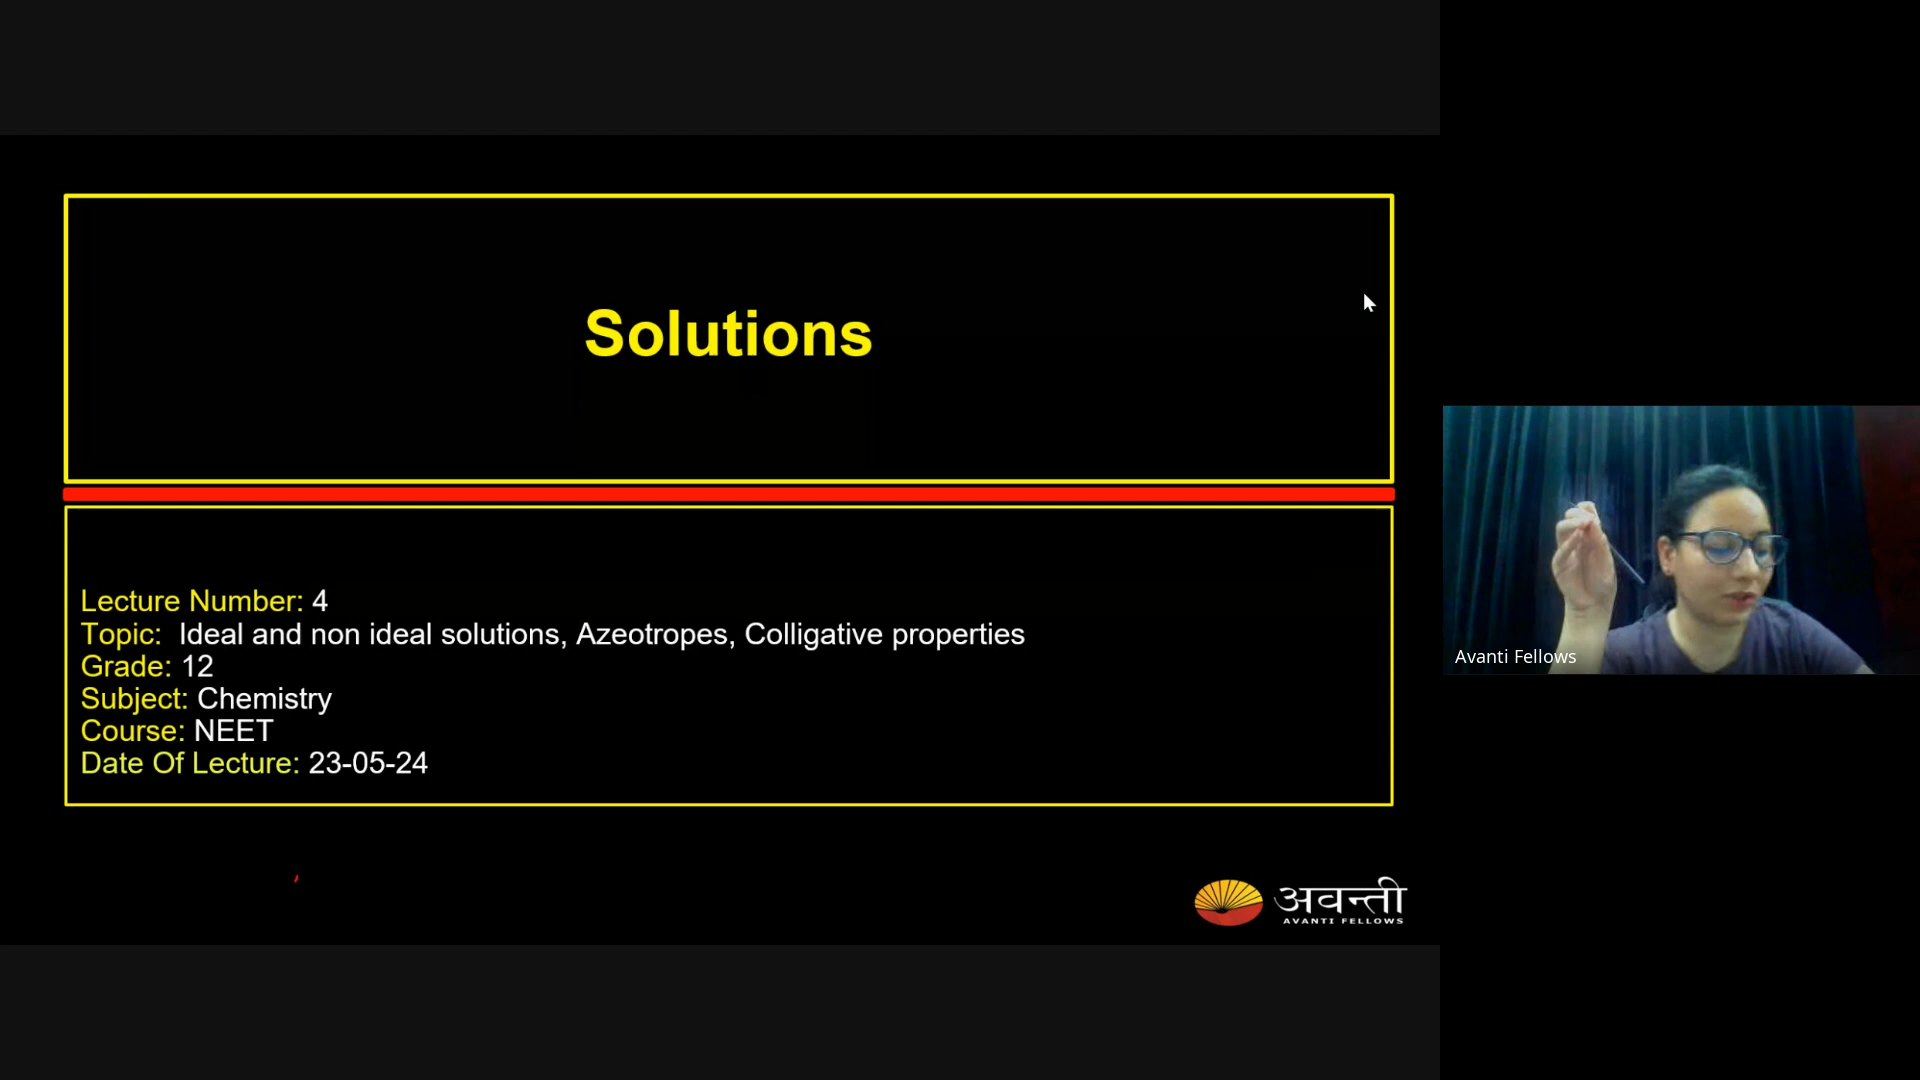 Solutions
Lecture Number: 4
Topic: Ideal and non ideal solutions, Azeotropes, Colligative properties
Grade: 12
Subject: Chemistry
Course: NEET
Date Of Lecture: 23-05-24
Avanti Fellows
अवन्ती
AVANTI FELLOWS